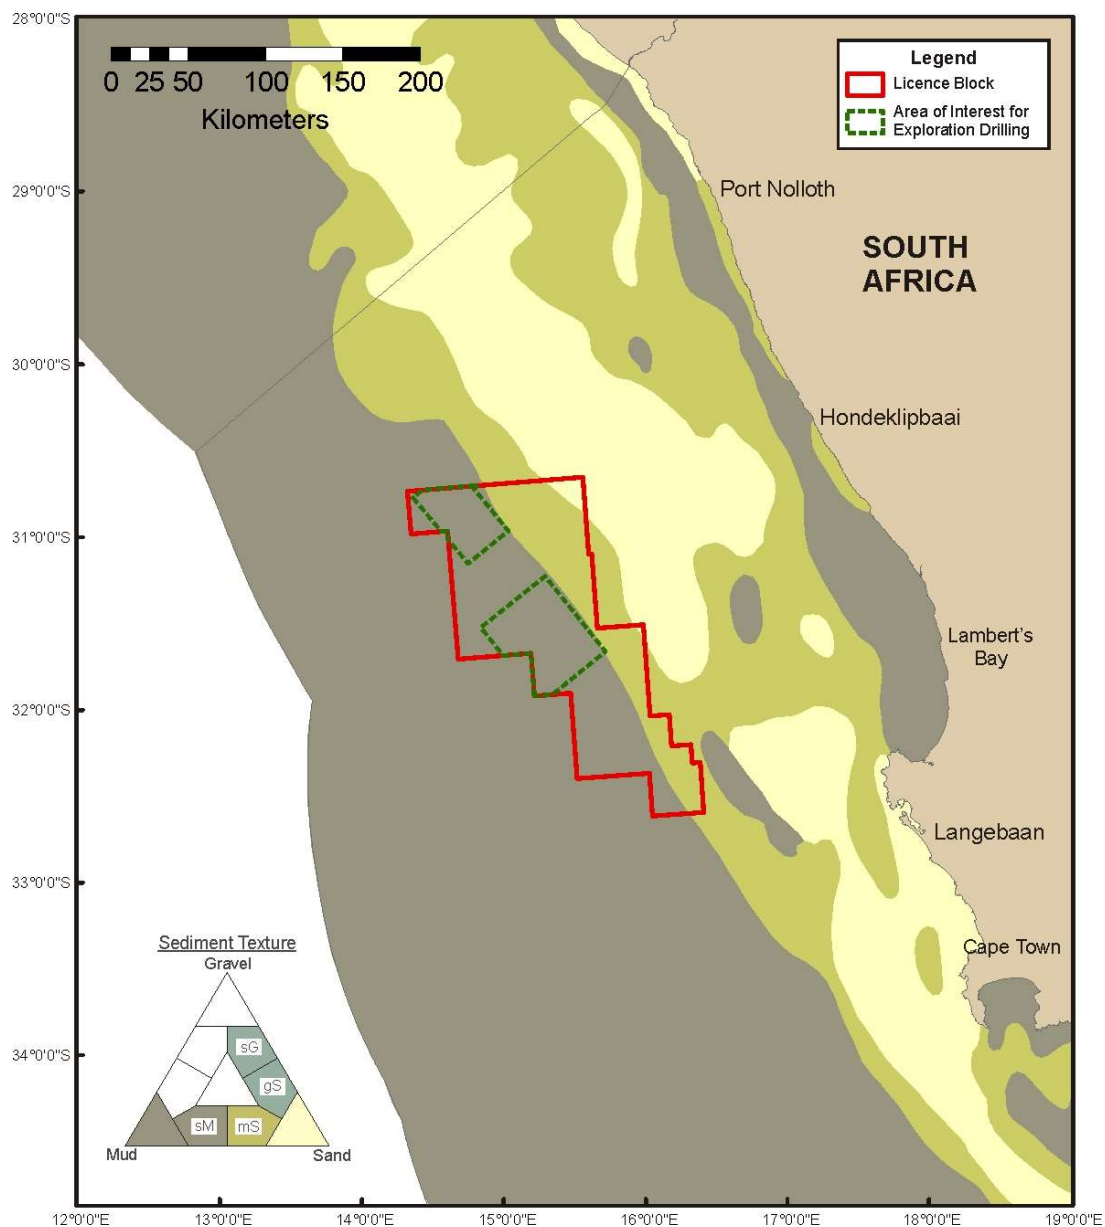 28°0'0"S
29°0'0"S
30°0'0"S
31°0'0"S
32°0'0"S
33°0'0"S
34°0'0"S
0 25 50 100 150 200
Kilometers
Legend
Licence Block
Area of Interest for
Exploration Drilling
Port Nolloth
SOUTH
AFRICA
Hondeklipbaai
Lambert's
Bay
Langebaan
Cape Town
Sediment Texture
Gravel
sG
gS
sM mS
Mud Sand
12°0'0"E 13°0'0"E 14°0'0"E 15°0'0"E 16°0'0"E 17°0'0"E 18°0'0"E 19°0'0"E